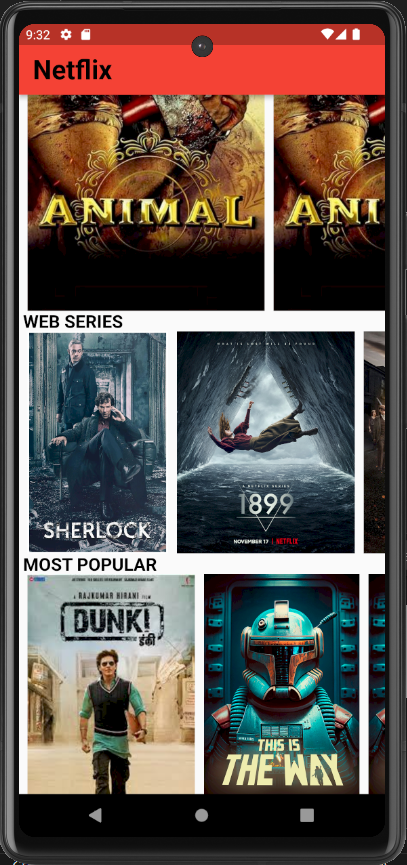 9:32
Netflix
ANIMAL
ANI
WEB SERIES
SHERLOCK
WHAT IS LOST WILL BE FOUND
A NETFLIX SERIES
1899
NOVEMBER 17 | NETFLIX
MOST POPULAR
A RAJKUMAR HIRANI FILM
DUNKI
डंकी
THIS IS
THE WAY